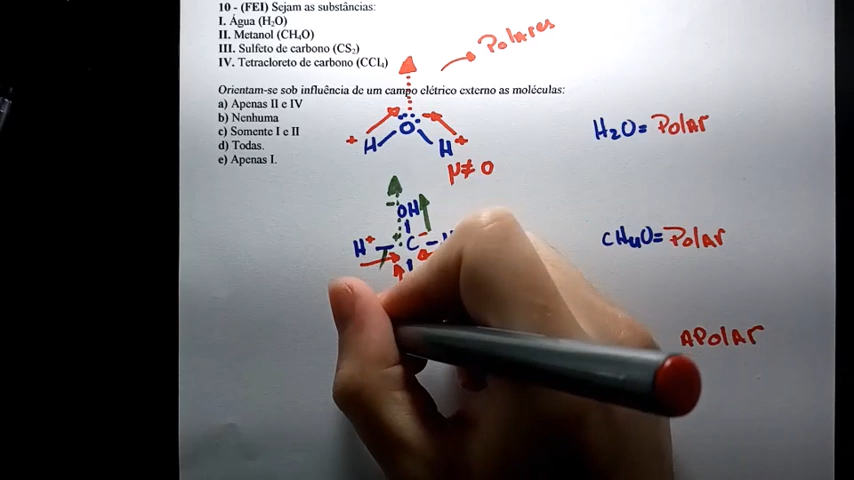 10 - (FEI) Sejam as substâncias:
I. Água (H₂O)
II. Metanol (CH₄O)
III. Sulfeto de carbono (CS₂)
IV. Tetracloreto de carbono (CCl₄)
Orientam-se sob influência de um campo elétrico externo as moléculas:
a) Apenas II e IV
b) Nenhuma
c) Somente I e II
d) Todas.
e) Apenas I.
Polares
+ H O H +
μ ≠ 0
H₂O = Polar
- OH
H + C -
CH₄O = Polar
APolar